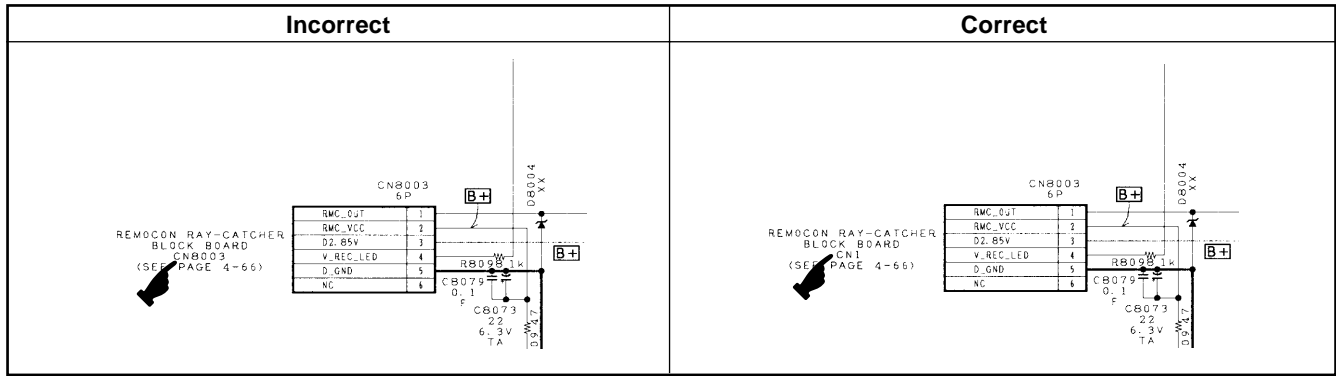 Incorrect
Correct
CN8003
6P
B+
D8004
XX
RMC_OUT 1
RMC_VCC 2
D2.85V 3
V_REC_LED 4
D_GND 5
NC 6
REMOCON RAY-CATCHER
BLOCK BOARD
CN8003
(SEE PAGE 4-66)
B+
R8098 1k
C8079
0.1
F
C8073
22
6.3V
TA
47
CN8003
6P
B+
D8004
XX
RMC_OUT 1
RMC_VCC 2
D2.85V 3
V_REC_LED 4
D_GND 5
NC 6
REMOCON RAY-CATCHER
BLOCK BOARD
CN1
(SEE PAGE 4-66)
B+
R8098 1k
C8079
0.1
F
C8073
22
6.3V
TA
47